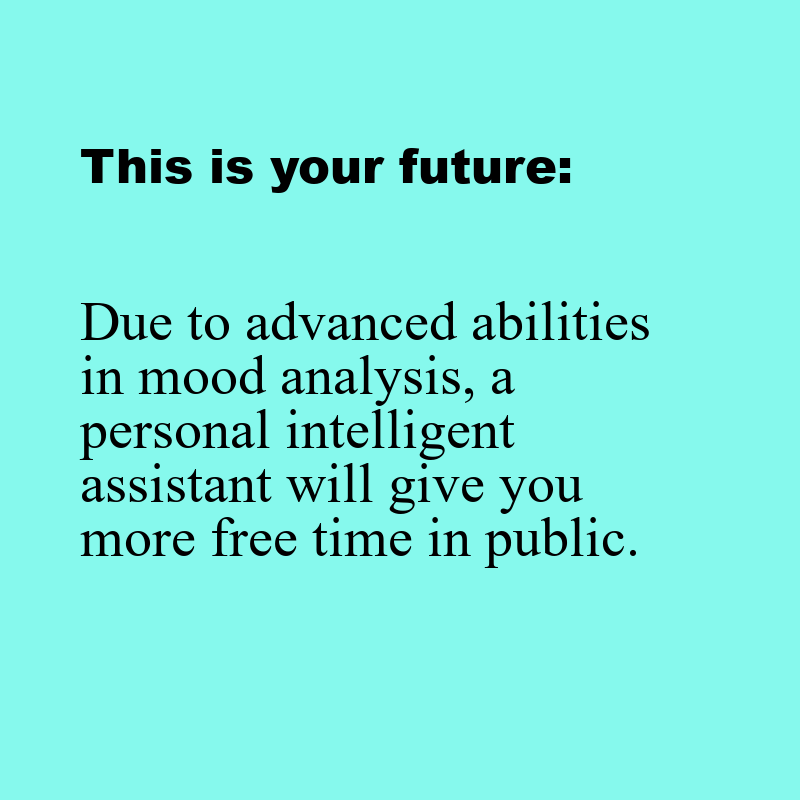 This is your future:
Due to advanced abilities
in mood analysis, a
personal intelligent
assistant will give you
more free time in public.